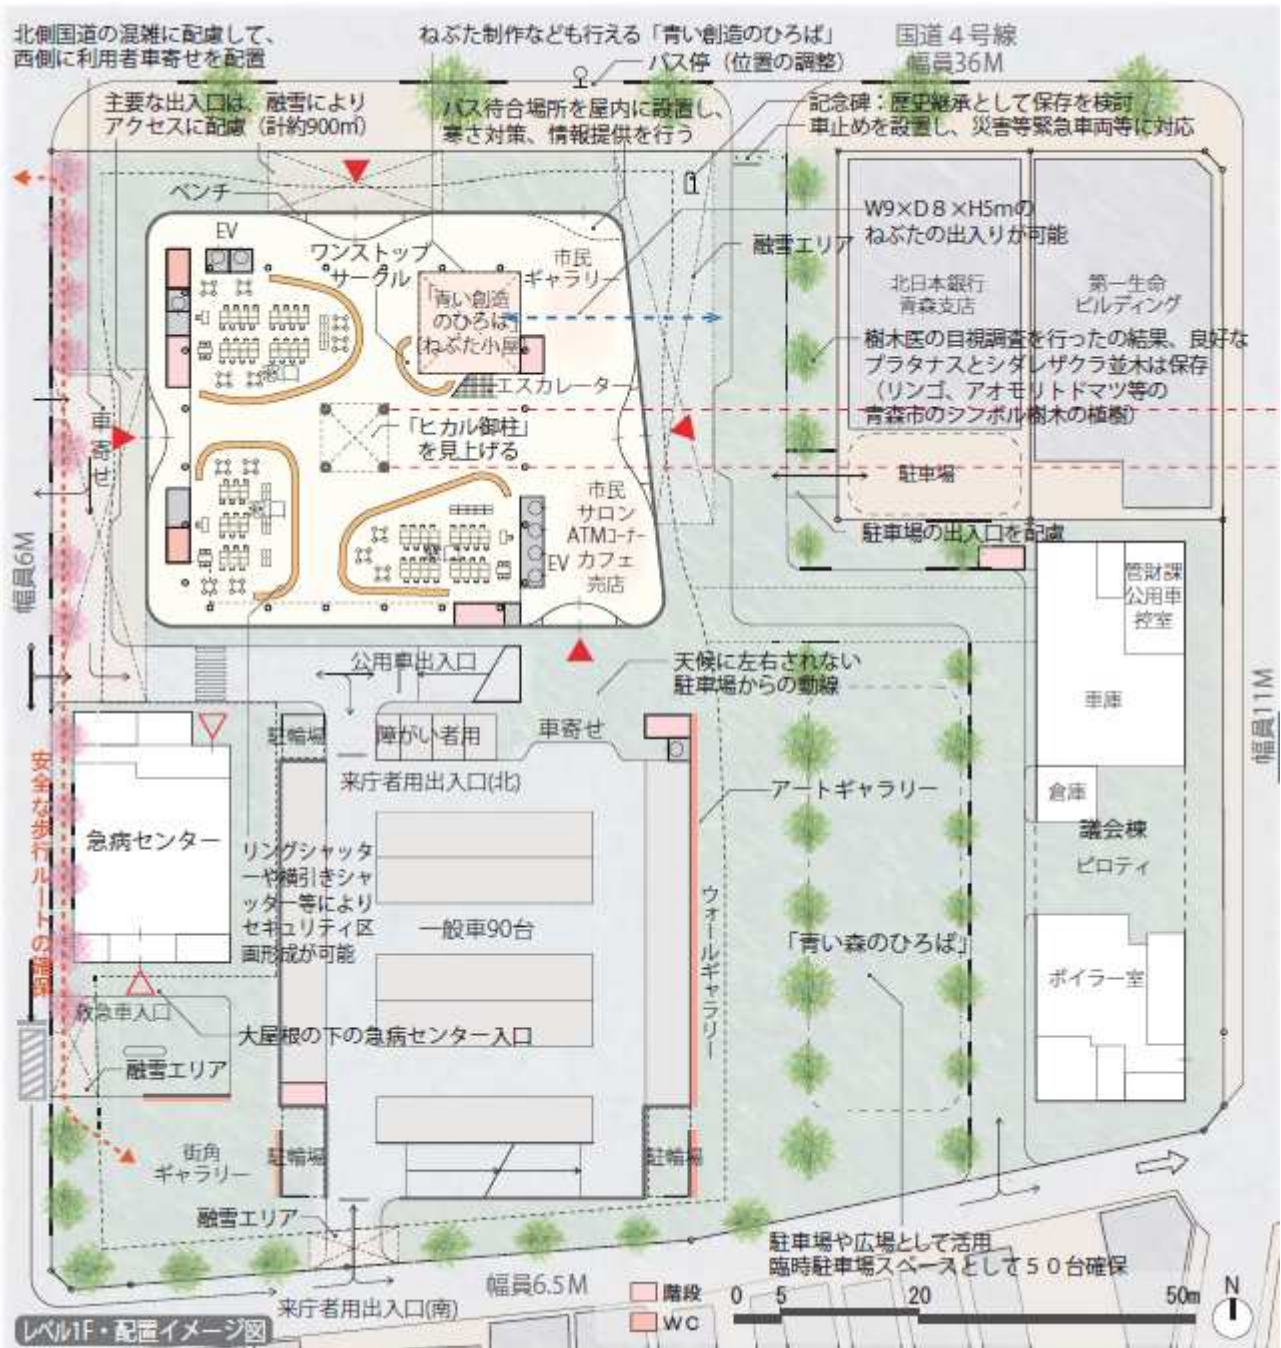 北側国道の混雑に配慮して、
西側に利用者車寄せを配置
ねぶた制作なども行える「青い創造のひろば」
バス停（位置の調整）
国道４号線
幅員36M
主要な出入口は、融雪により
アクセスに配慮（計約900㎡）
バス待合場所を屋内に設置し、
寒さ対策、情報提供を行う
記念碑：歴史継承として保存を検討
車止めを設置し、災害等緊急車両等に対応
ベンチ
EV
ワンストップ
サークル
市民
ギャラリー
融雪エリア
W9×D８×H5mの
ねぶたの出入りが可能
北日本銀行
青森支店
第一生命
ビルディング
「青い創造
のひろば」
ねぶた小屋
窓口
エスカレーター
樹木医の目視調査を行ったの結果、良好な
プラタナスとシダレザクラ並木は保存
（リンゴ、アオモリトドマツ等の
青森市のシンボル樹木の植樹）
車寄せ
「ヒカル御柱」
を見上げる
駐車場
市民
サロン
ATMコーナー
カフェ
売店
EV
駐車場の出入口を配慮
幅員6M
管財課
公用車
控室
車庫
公用車出入口
天候に左右されない
駐車場からの動線
駐輪場
障がい者用
車寄せ
来庁者用出入口(北)
アートギャラリー
幅員11M
安全な歩行ルートの確保
急病センター
リングシャッタ
ーや横引きシャ
ッター等により
セキュリティ区
画形成が可能
一般車90台
ウォールギャラリー
倉庫
議会棟
ピロティ
「青い森のひろば」
ボイラー室
救急車入口
大屋根の下の急病センター入口
融雪エリア
街角
ギャラリー
駐輪場
駐輪場
融雪エリア
駐車場や広場として活用
臨時駐車場スペースとして５０台確保
幅員6.5M
来庁者用出入口(南)
階段
WC
0 5 20 50m
N
レベル1F・配置イメージ図